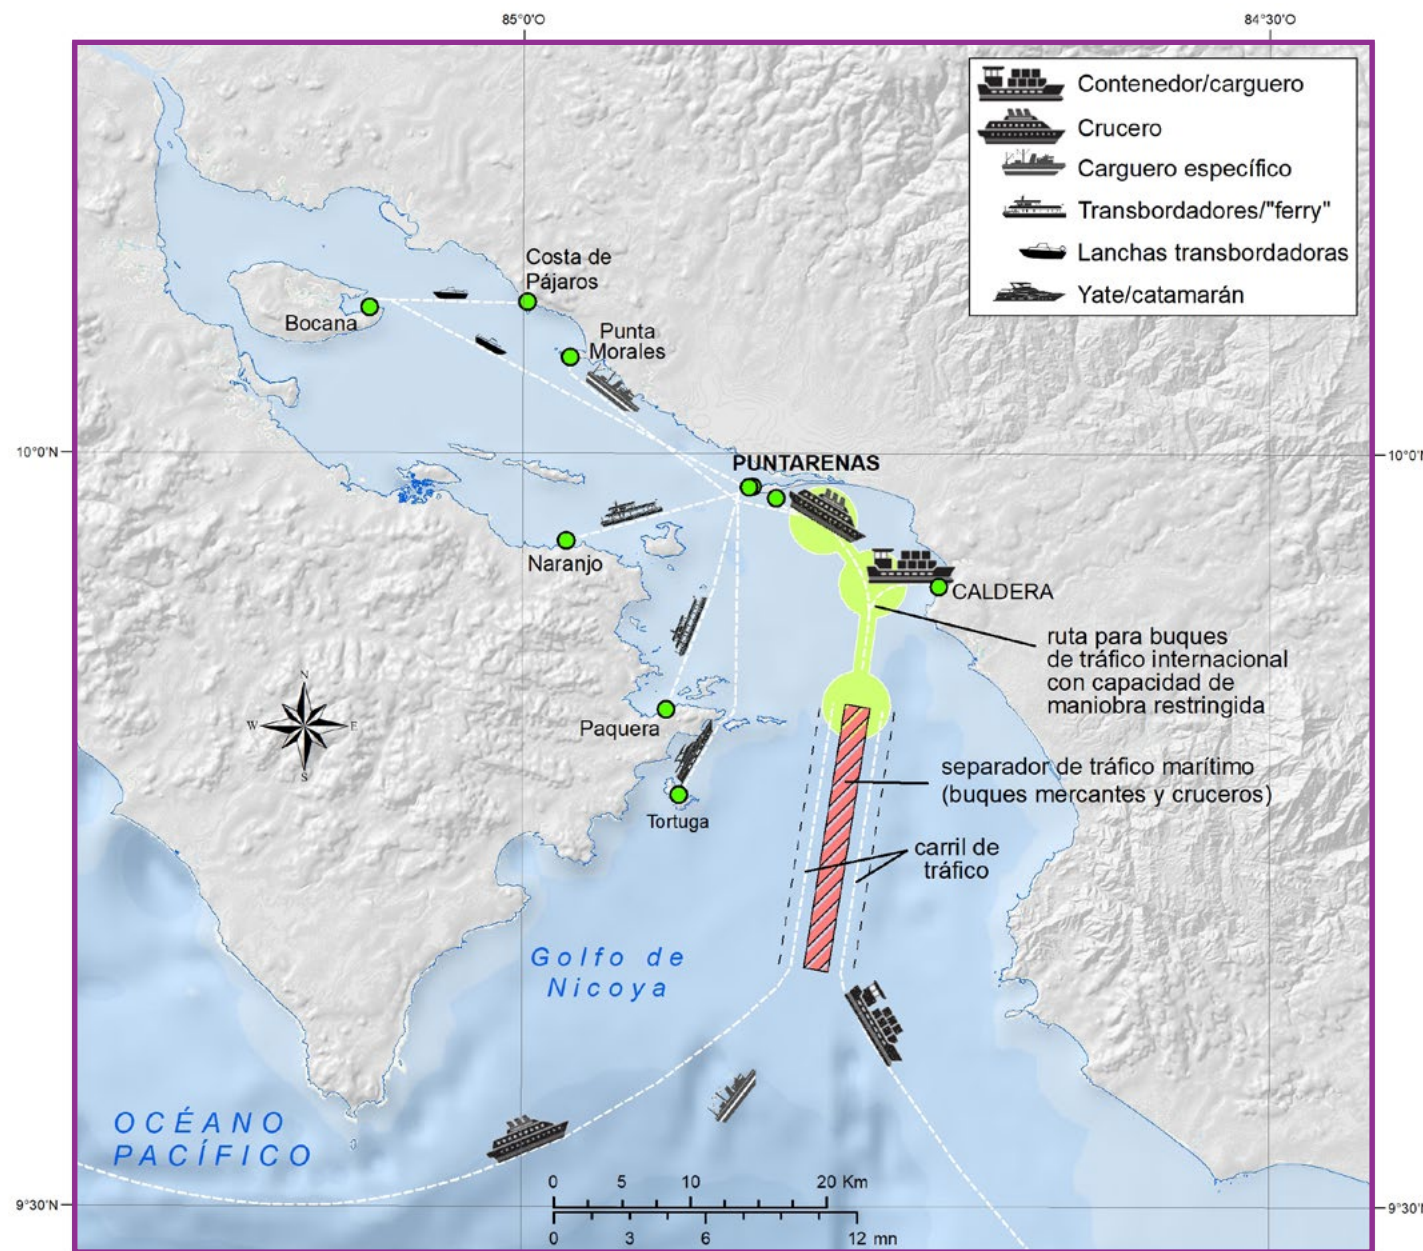 85°0'O
84°30'O
Contenedor/carguero
Crucero
Carguero específico
Transbordadores/"ferry"
Lanchas transbordadoras
Yate/catamarán
Costa de
Pájaros
Bocana
Punta
Morales
10°0'N
10°0'N
PUNTARENAS
Naranjo
CALDERA
ruta para buques
de tráfico internacional
con capacidad de
maniobra restringida
N
W
E
S
Paquera
separador de tráfico marítimo
(buques mercantes y cruceros)
Tortuga
carril de
tráfico
Golfo de
Nicoya
OCÉANO
PACÍFICO
0 5 10 20 Km
9°30'N
9°30'N
0 3 6 12 mn